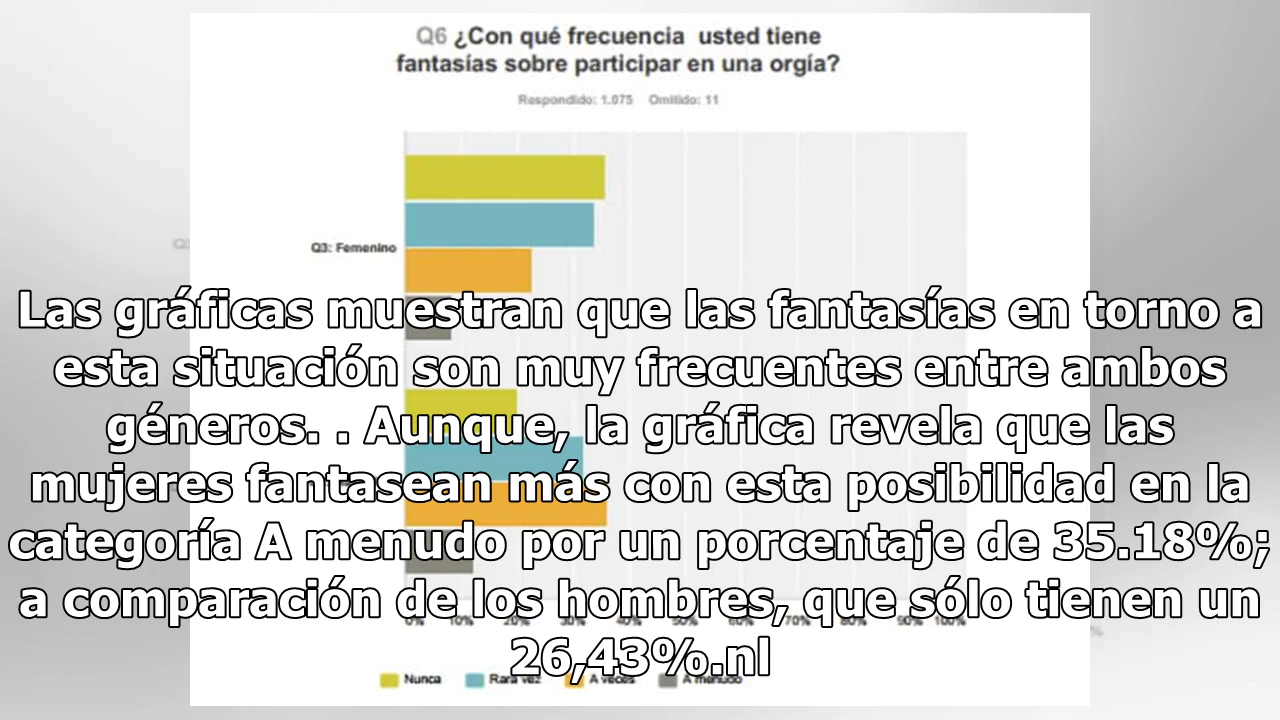 Q6 ¿Con qué frecuencia usted tiene
fantasías sobre participar en una orgía?
Respondido: 1.075 Omitido: 11
Q3: Femenino
Las gráficas muestran que las fantasías en torno a
esta situación son muy frecuentes entre ambos
géneros. . Aunque, la gráfica revela que las
mujeres fantasean más con esta posibilidad en la
categoría A menudo por un porcentaje de 35.18%;
a comparación de los hombres, que sólo tienen un
26,43%.nl
0% 10% 20% 30% 40% 50% 60% 70% 80% 90% 100%
Nunca Rara vez A veces A menudo